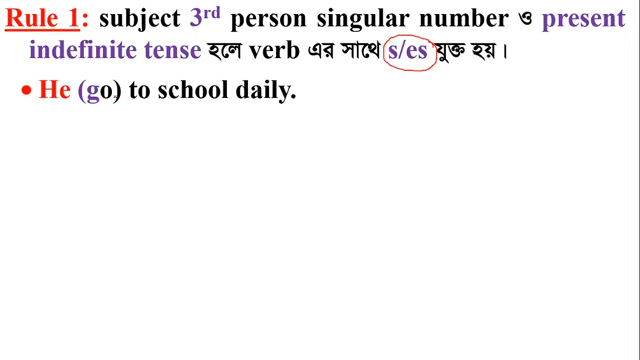 Rule 1: subject 3rd person singular number ও present
indefinite tense হলে verb এর সাথে s/es যুক্ত হয়।
• He (go) to school daily.